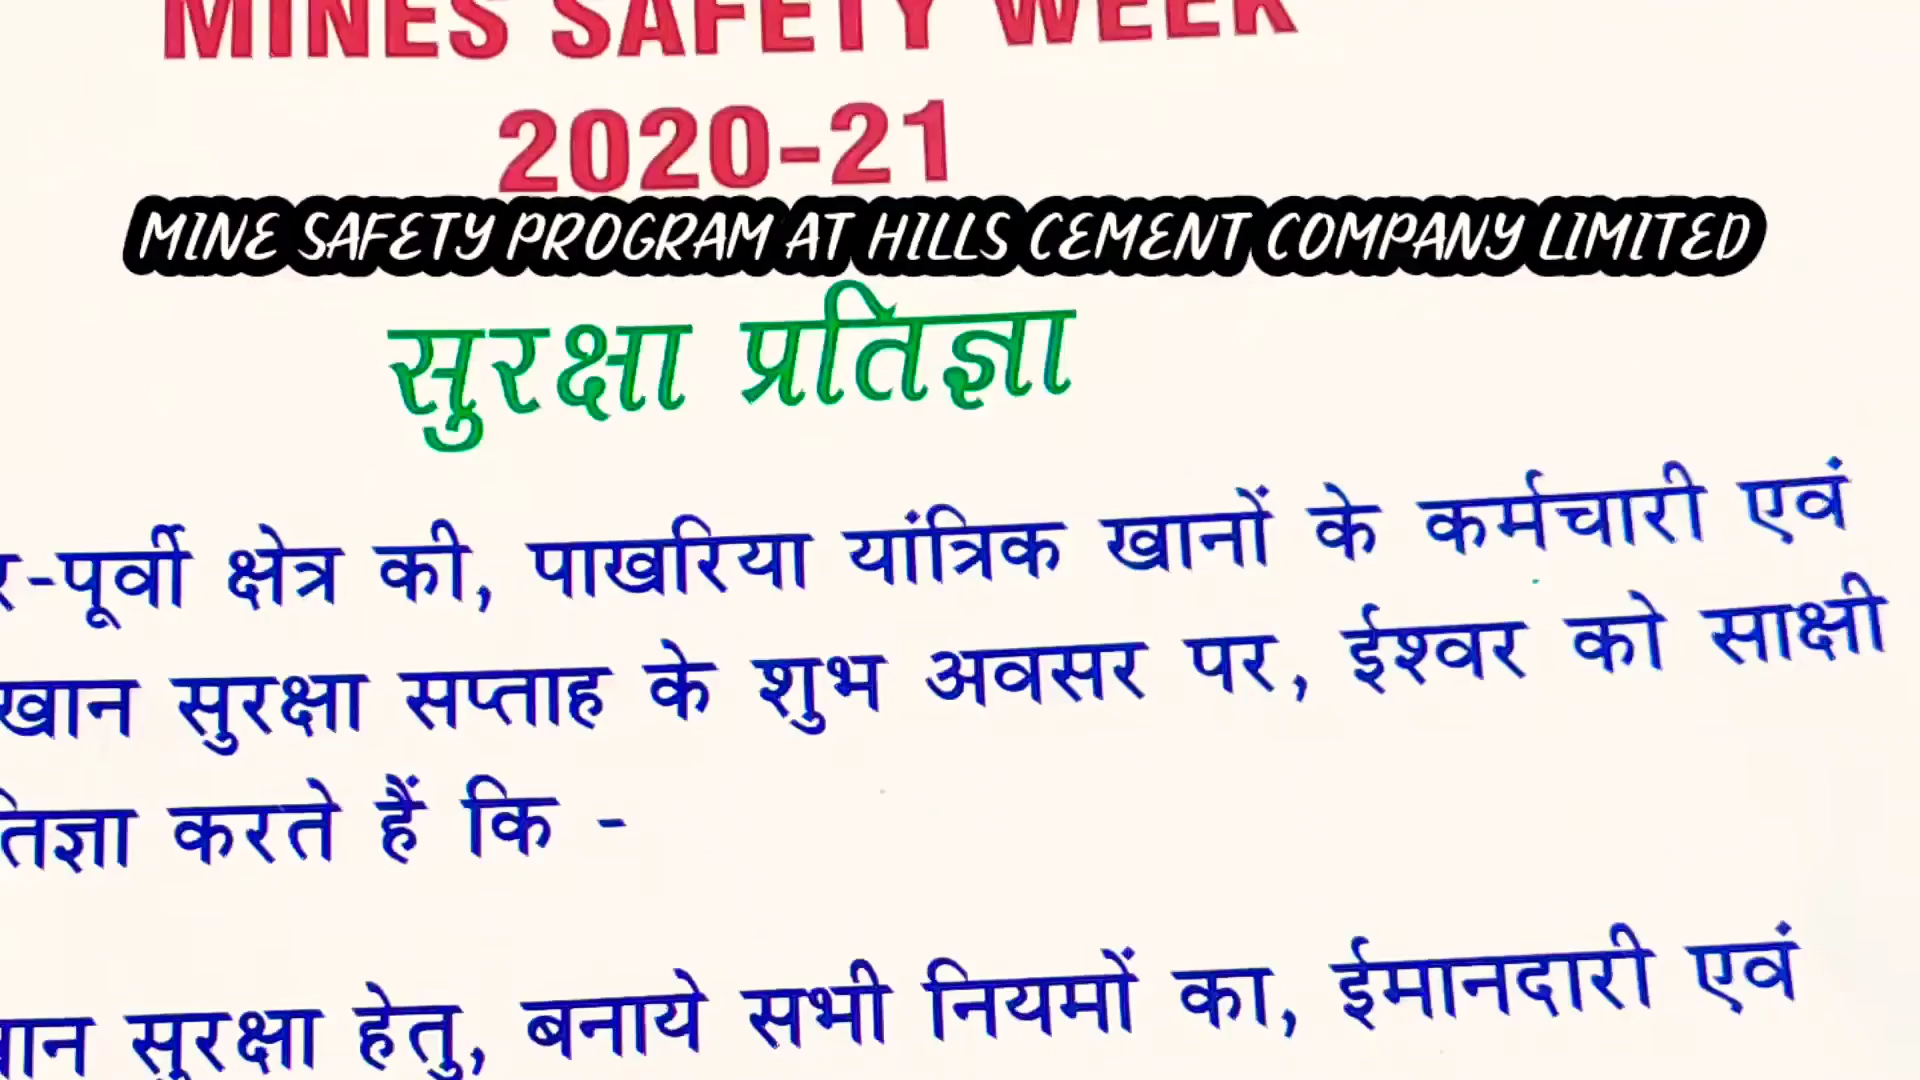 MINES SAFETY WEEK
2020-21
MINE SAFETY PROGRAM AT HILLS CEMENT COMPANY LIMITED
सुरक्षा प्रतिज्ञा
-पूर्वी क्षेत्र की, पाखरिया यांत्रिक खानों के कर्मचारी एवं
खान सुरक्षा सप्ताह के शुभ अवसर पर, ईश्वर को साक्षी
तिज्ञा करते हैं कि -
सुरक्षा हेतु, बनाये सभी नियमों का, ईमानदारी एवं